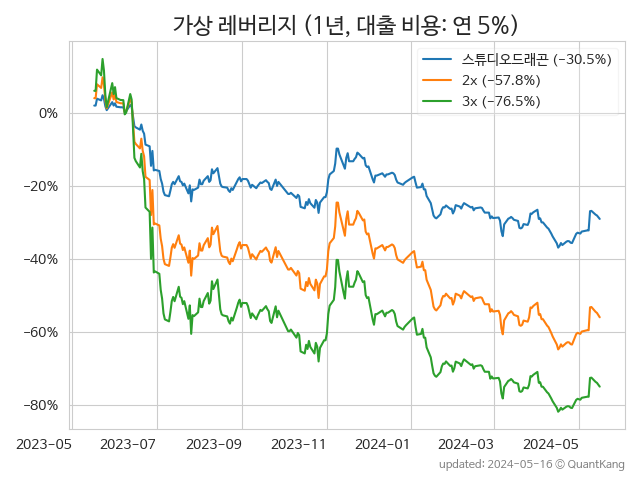 가상 레버리지 (1년, 대출 비용: 연 5%)
스튜디오드래곤 (−30.5%)
2x (−57.8%)
3x (−76.5%)
0%
−20%
−40%
−60%
−80%
2023−05 2023−07 2023−09 2023−11 2024−01 2024−03 2024−05
updated: 2024−05−16 © QuantKang